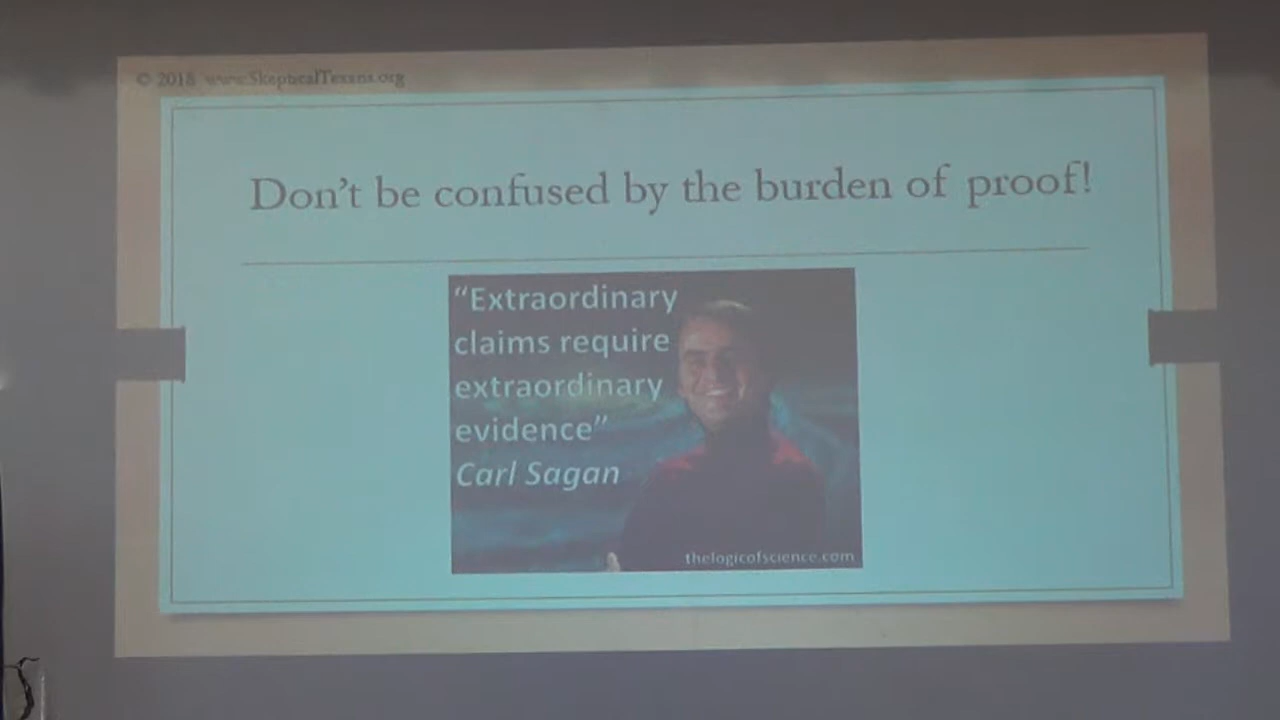 © 2018 www.SkepticalTexans.org
Don't be confused by the burden of proof!
“Extraordinary
claims require
extraordinary
evidence”
Carl Sagan
thelogicofscience.com